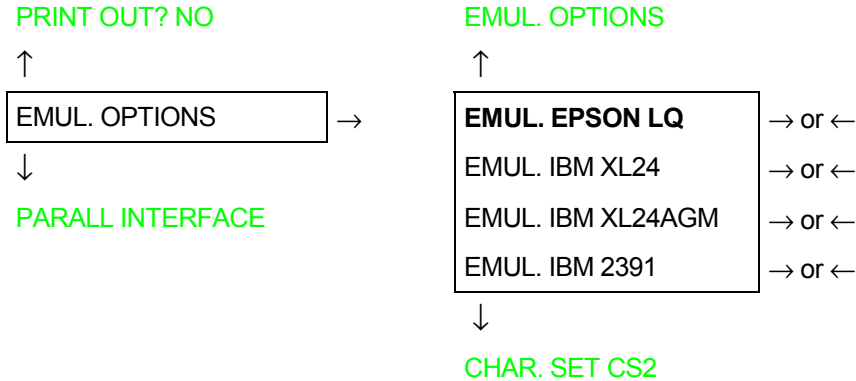 PRINT OUT? NO
↑
EMUL. OPTIONS →
↓
PARALL INTERFACE
EMUL. OPTIONS
↑
EMUL. EPSON LQ → or ←
EMUL. IBM XL24 → or ←
EMUL. IBM XL24AGM → or ←
EMUL. IBM 2391 → or ←
↓
CHAR. SET CS2